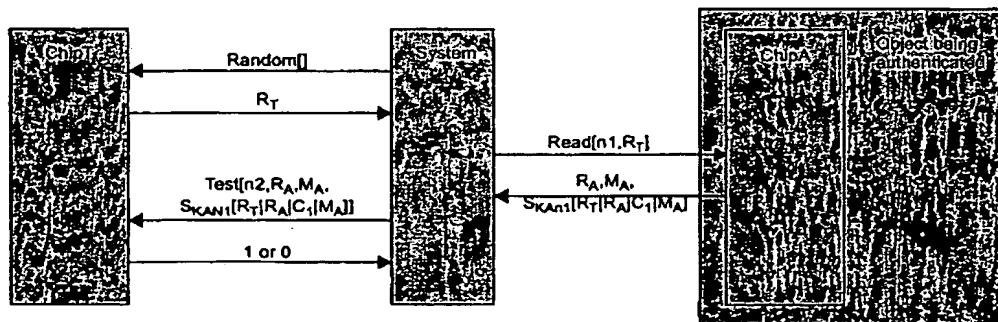 ChipT
System
ChipA
Object being
authenticated
Random[]
R_T
Read[n1,R_T]
R_A,M_A,
S_KAn1[R_T|R_A|C_1|M_A]
Test[n2,R_A,M_A,
S_KAN1[R_T|R_A|C_1|M_A]]
1 or 0